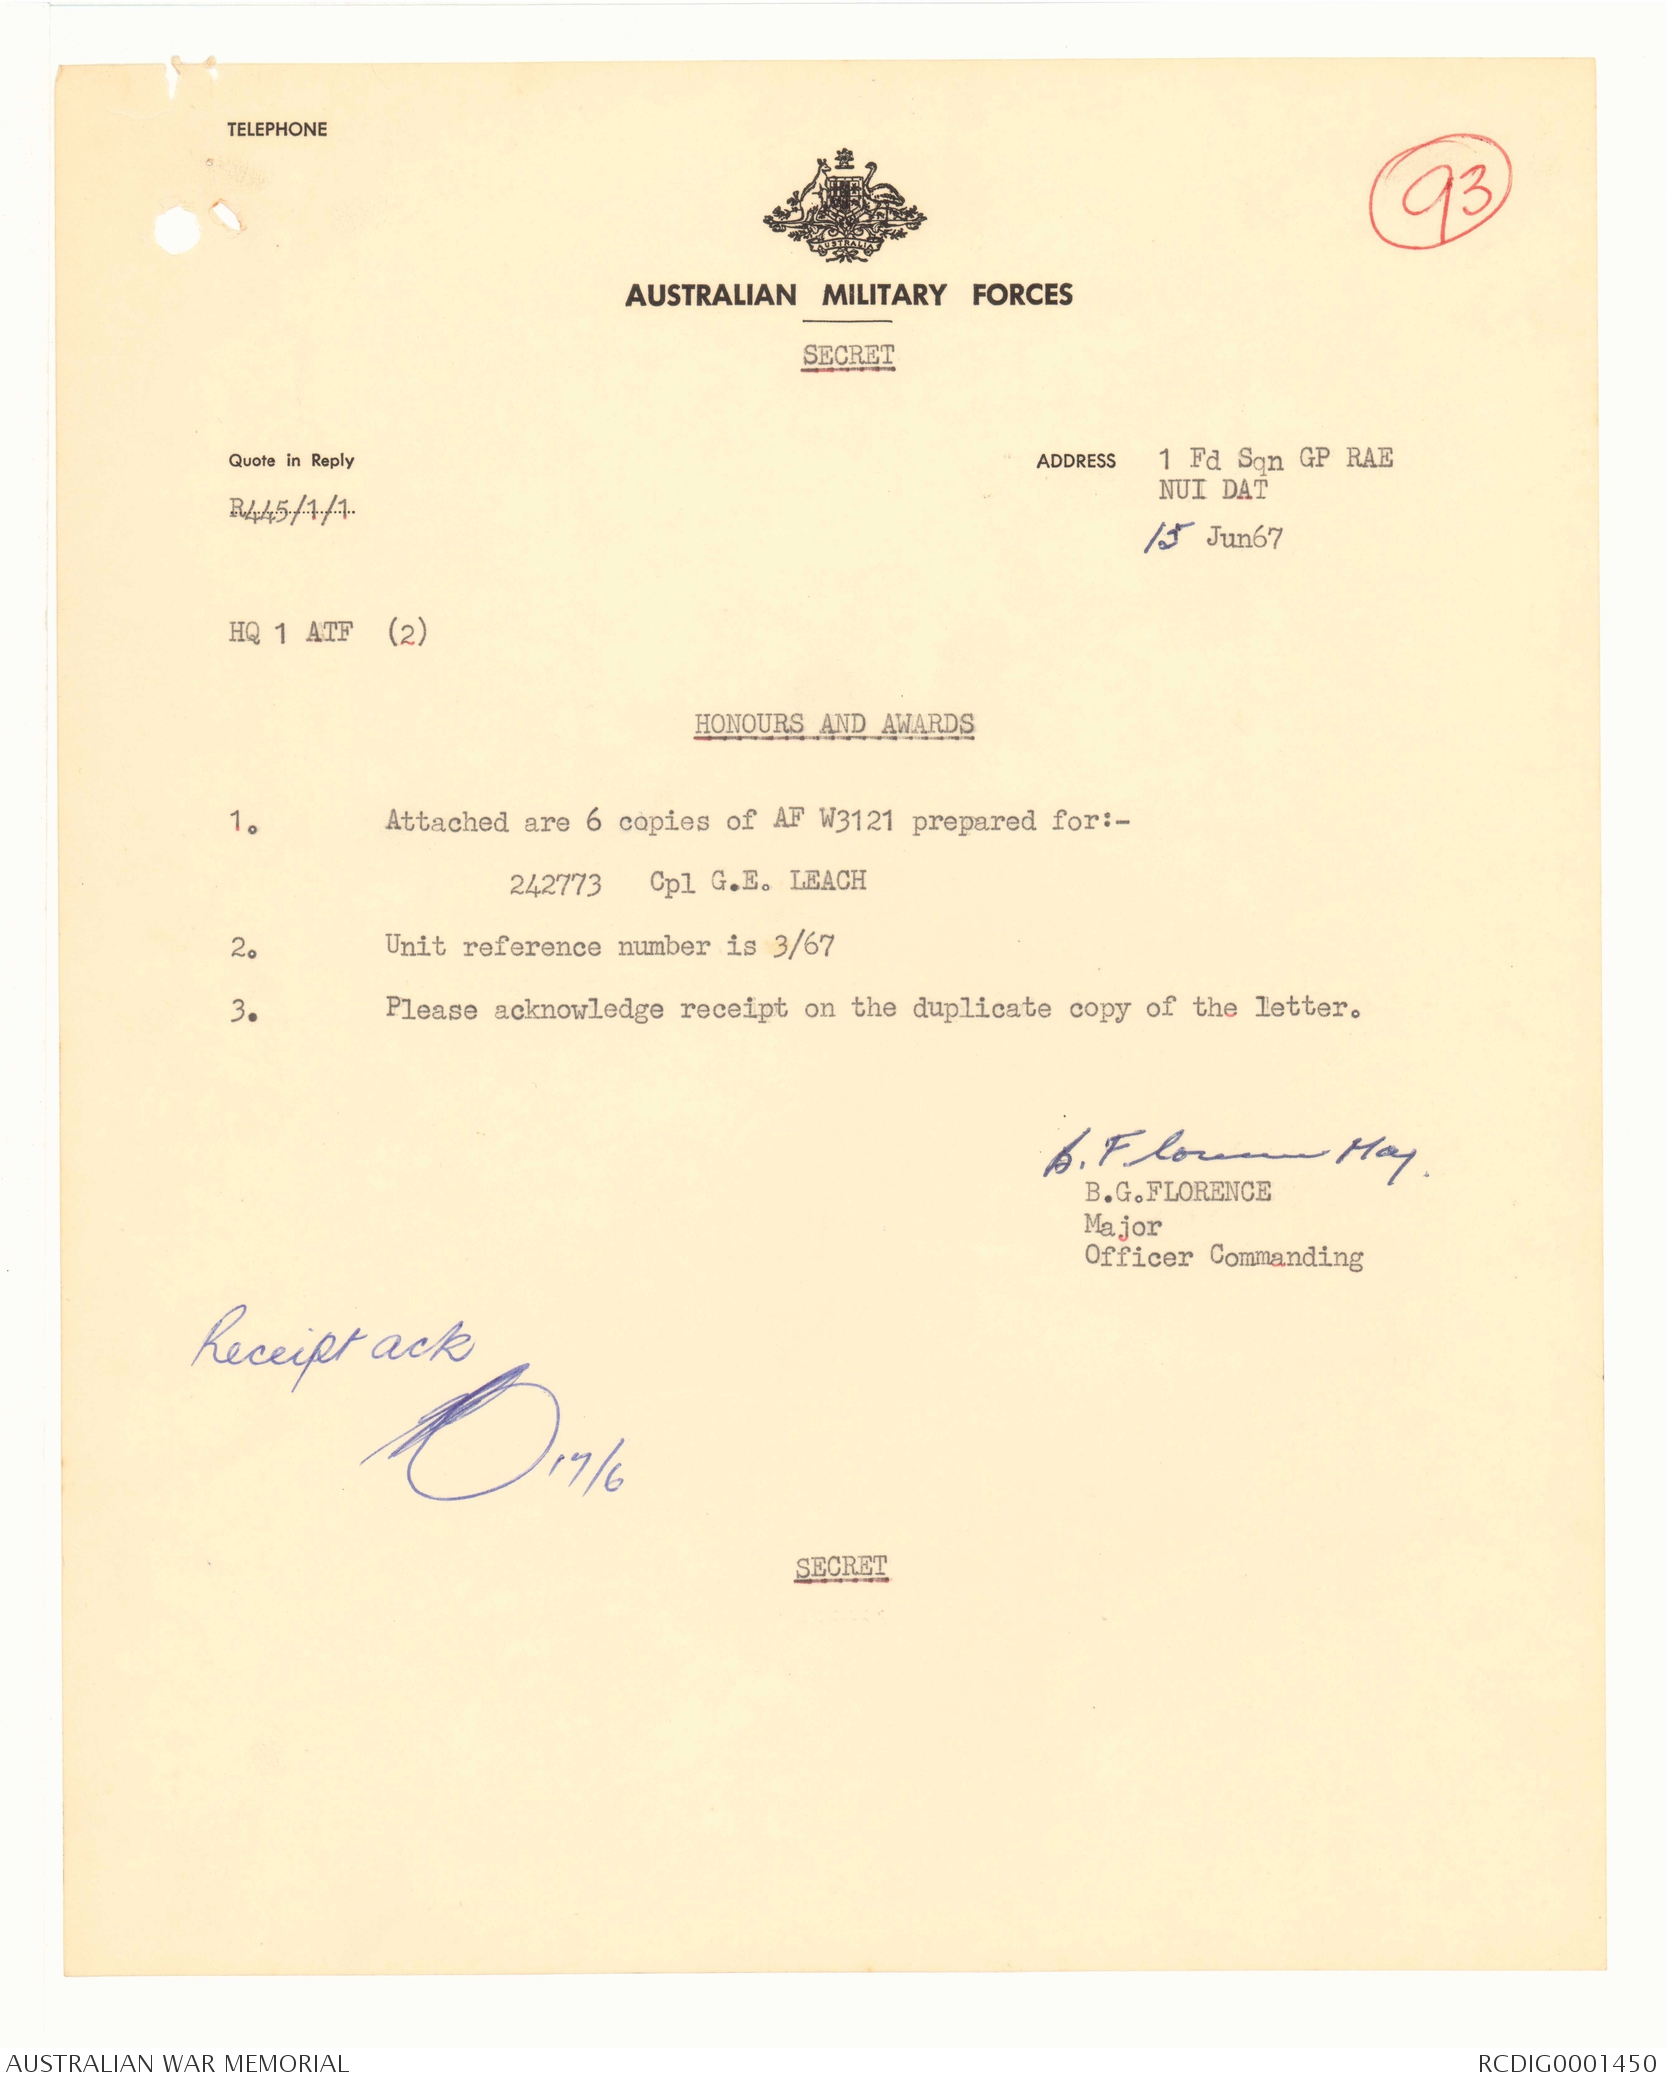 TELEPHONE
93
AUSTRALIA
AUSTRALIAN MILITARY FORCES
SECRET
Quote in Reply
R445/1/1
ADDRESS 1 Fd Sqn GP RAE
NUI DAT
15 Jun67
HQ 1 ATF (2)
HONOURS AND AWARDS
1. Attached are 6 copies of AF W3121 prepared for:-
242773 Cpl G.E. LEACH
2. Unit reference number is 3/67
3. Please acknowledge receipt on the duplicate copy of the letter.
B. Florence Maj.
B.G.FLORENCE
Major
Officer Commanding
Receipt ack
17/6
SECRET
AUSTRALIAN WAR MEMORIAL
RCDIG0001450